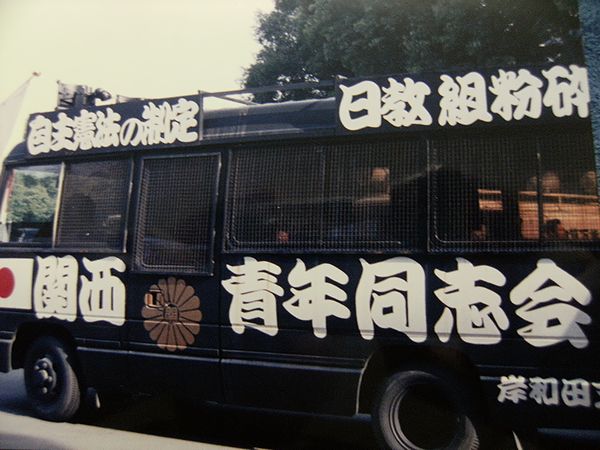 自主憲法の制定
日教組粉砕
関西
青年同志会
岸和田支